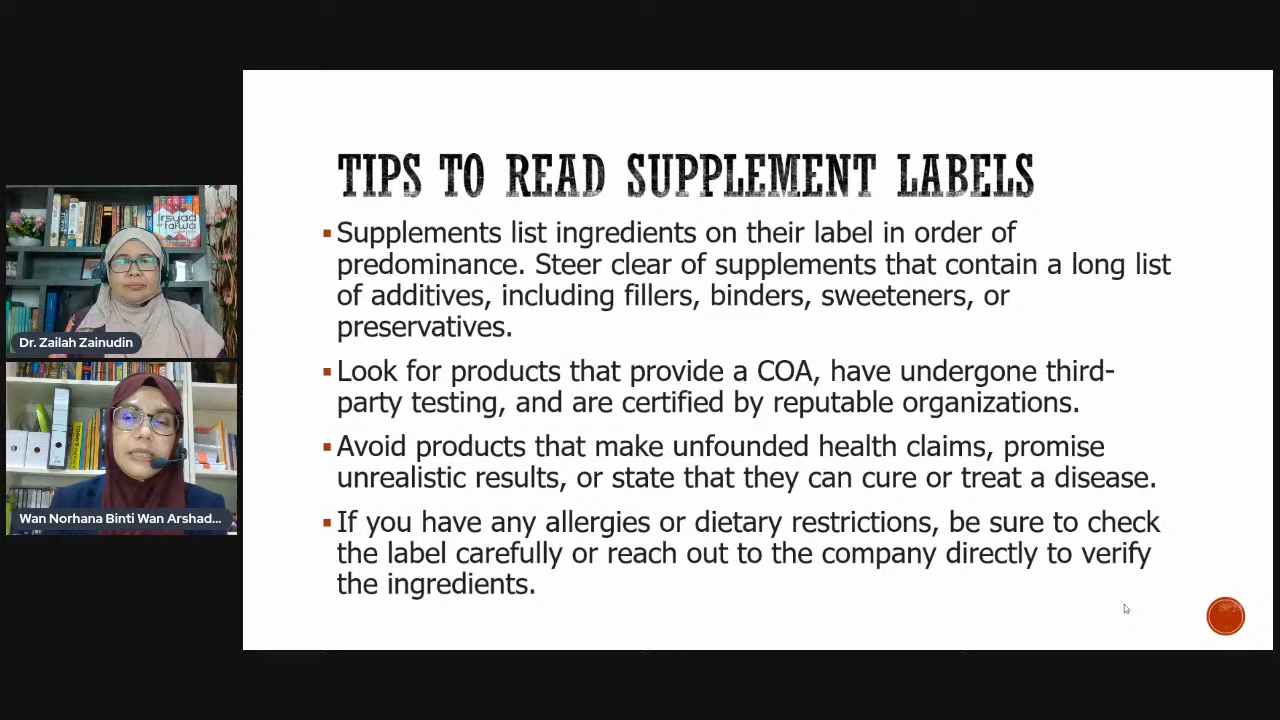 TIPS TO READ SUPPLEMENT LABELS
▪ Supplements list ingredients on their label in order of
predominance. Steer clear of supplements that contain a long list
of additives, including fillers, binders, sweeteners, or
preservatives.
▪ Look for products that provide a COA, have undergone third-
party testing, and are certified by reputable organizations.
▪ Avoid products that make unfounded health claims, promise
unrealistic results, or state that they can cure or treat a disease.
▪ If you have any allergies or dietary restrictions, be sure to check
the label carefully or reach out to the company directly to verify
the ingredients.
irsyad
fatwa
Dr. Zailah Zainudin
Wan Norhana Binti Wan Arshad...